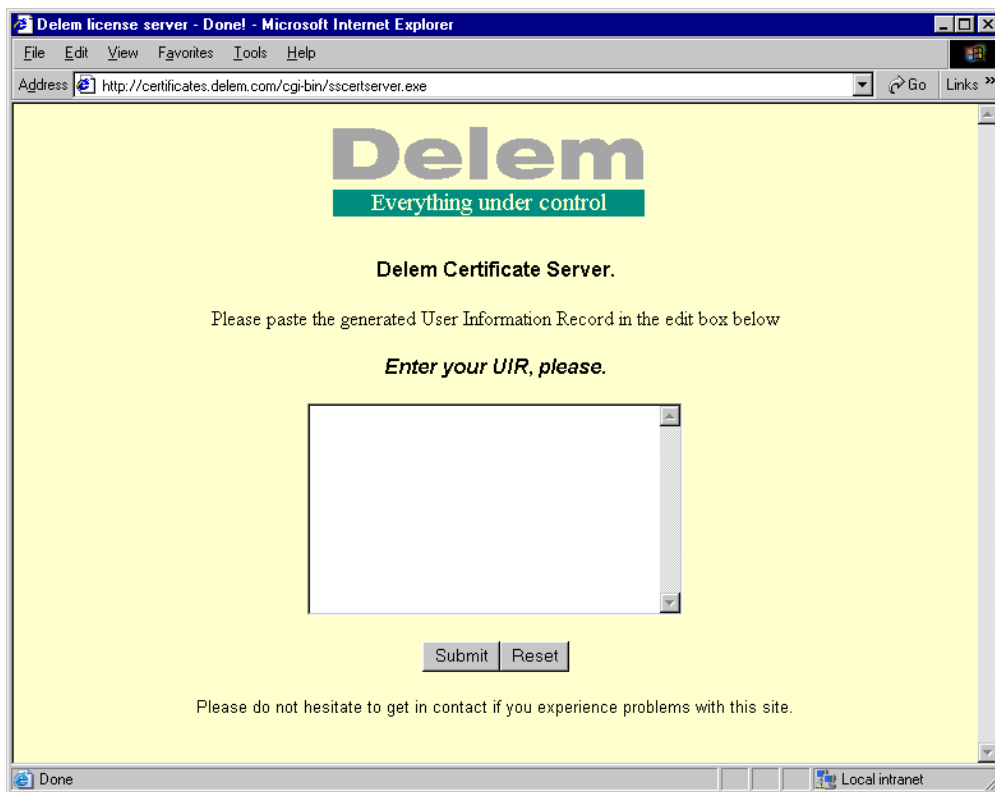 Delem license server - Done! - Microsoft Internet Explorer
File Edit View Favorites Tools Help
Address http://certificates.delem.com/cgi-bin/sscertserver.exe Go Links »
Delem
Everything under control
Delem Certificate Server.
Please paste the generated User Information Record in the edit box below
Enter your UIR, please.
Submit Reset
Please do not hesitate to get in contact if you experience problems with this site.
Done Local intranet